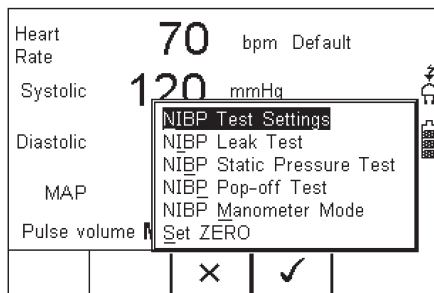 Heart
Rate
70 bpm Default
Systolic 120 mmHg
NIBP Test Settings
Diastolic
NIBP Leak Test
NIBP Static Pressure Test
MAP
NIBP Pop-off Test
NIBP Manometer Mode
Pulse volume
Set ZERO